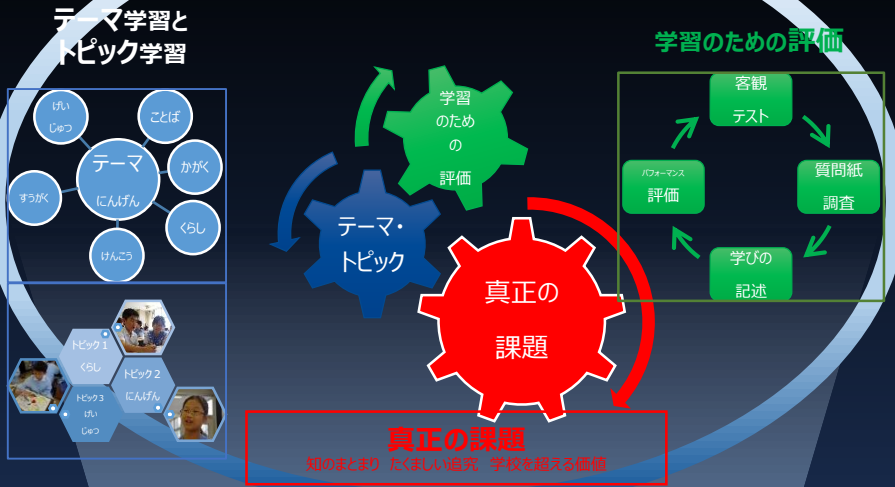 テーマ学習と
トピック学習
げい
じゅつ
ことば
テーマ
にんげん
かがく
すうがく
くらし
けんこう
トピック1
くらし
トピック2
にんげん
トピック3
げい
じゅつ
学習
のため
の
評価
テーマ・
トピック
真正の
課題
真正の課題
知のまとまり たくましい追究 学校を超える価値
学習のための評価
客観
テスト
質問紙
調査
学びの
記述
パフォーマンス
評価